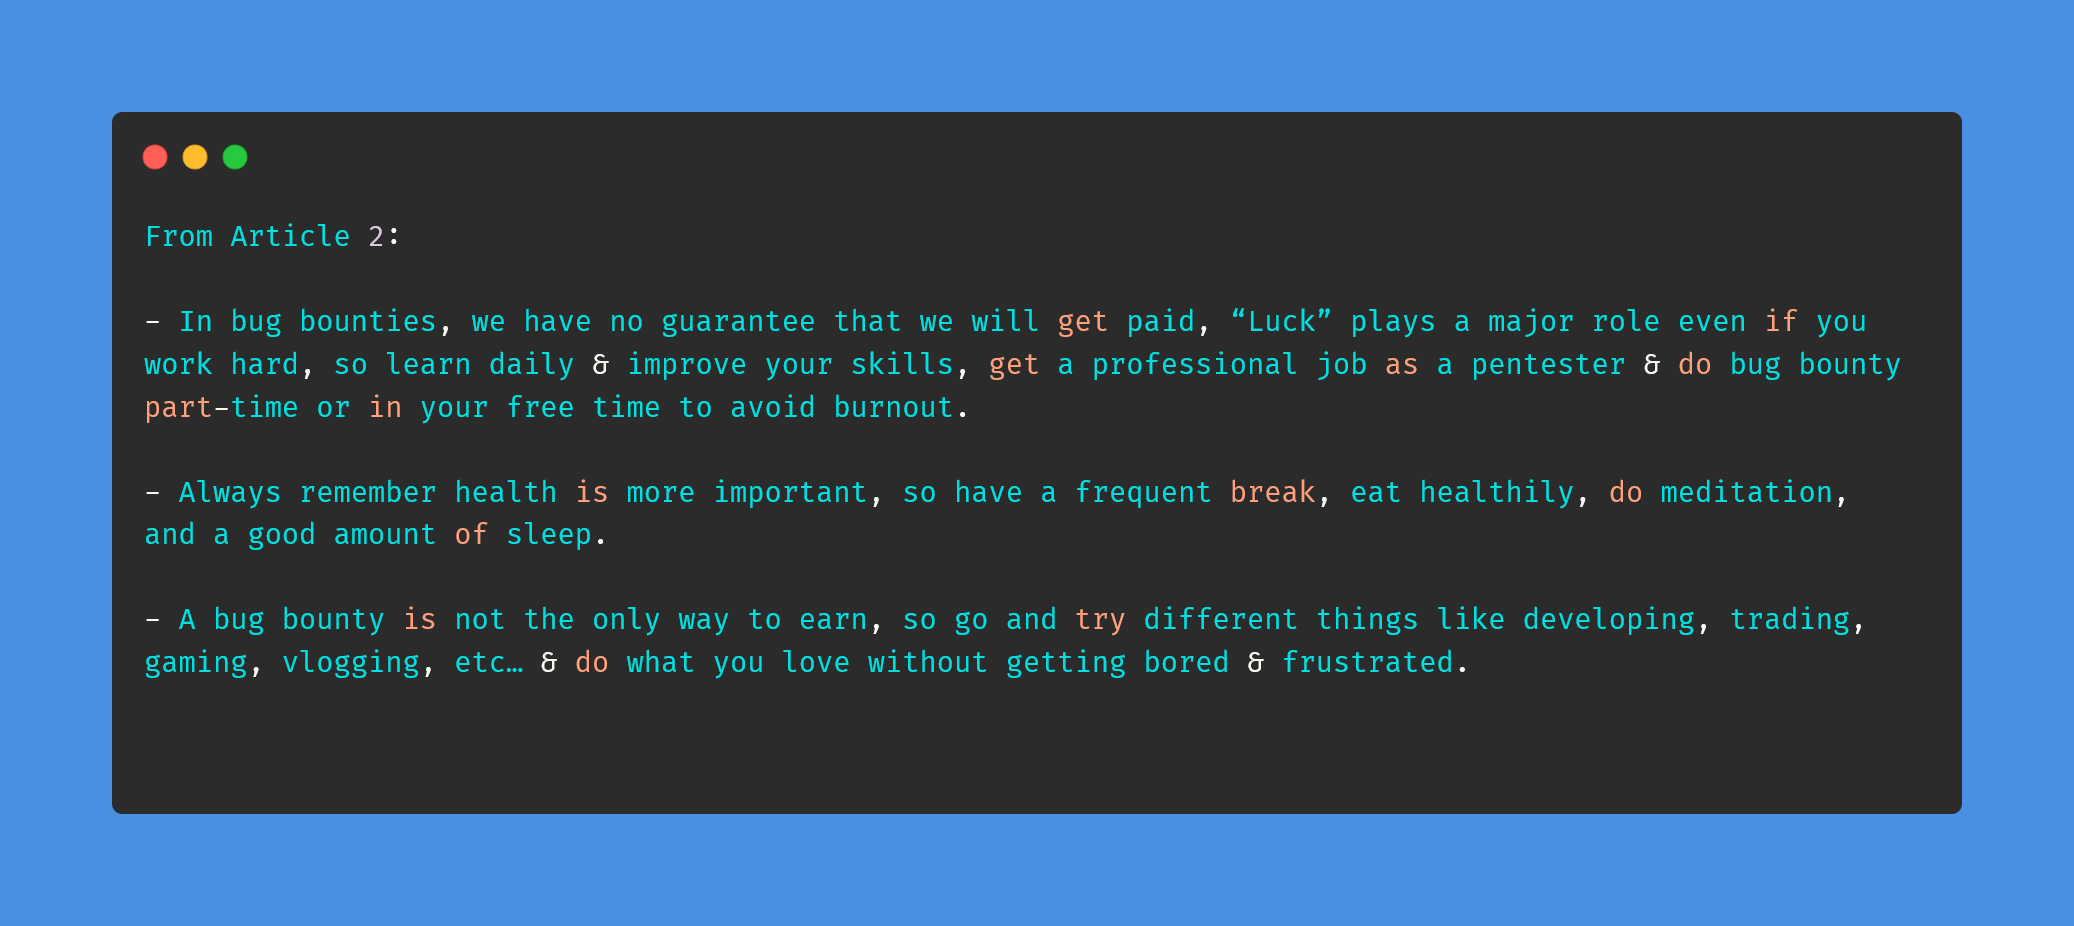 From Article 2:
- In bug bounties, we have no guarantee that we will get paid, “Luck” plays a major role even if you
work hard, so learn daily & improve your skills, get a professional job as a pentester & do bug bounty
part-time or in your free time to avoid burnout.
- Always remember health is more important, so have a frequent break, eat healthily, do meditation,
and a good amount of sleep.
- A bug bounty is not the only way to earn, so go and try different things like developing, trading,
gaming, vlogging, etc… & do what you love without getting bored & frustrated.